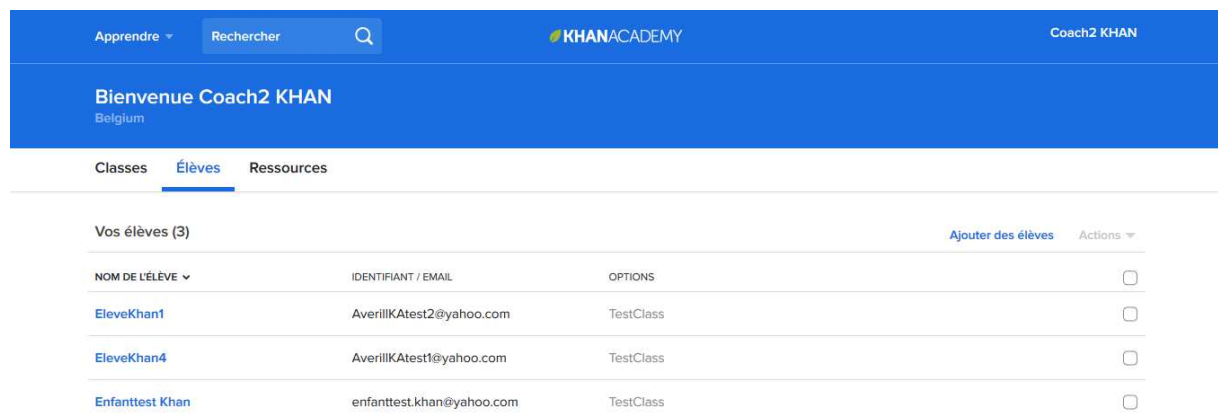 Apprendre Rechercher KHANACADEMY Coach2 KHAN
Bienvenue Coach2 KHAN
Belgium
Classes Élèves Ressources
Vos élèves (3) Ajouter des élèves Actions
NOM DE L'ÉLÈVE IDENTIFIANT / EMAIL OPTIONS
EleveKhan1 AverillKAtest2@yahoo.com TestClass
EleveKhan4 AverillKAtest1@yahoo.com TestClass
Enfanttest Khan enfanttest.khan@yahoo.com TestClass